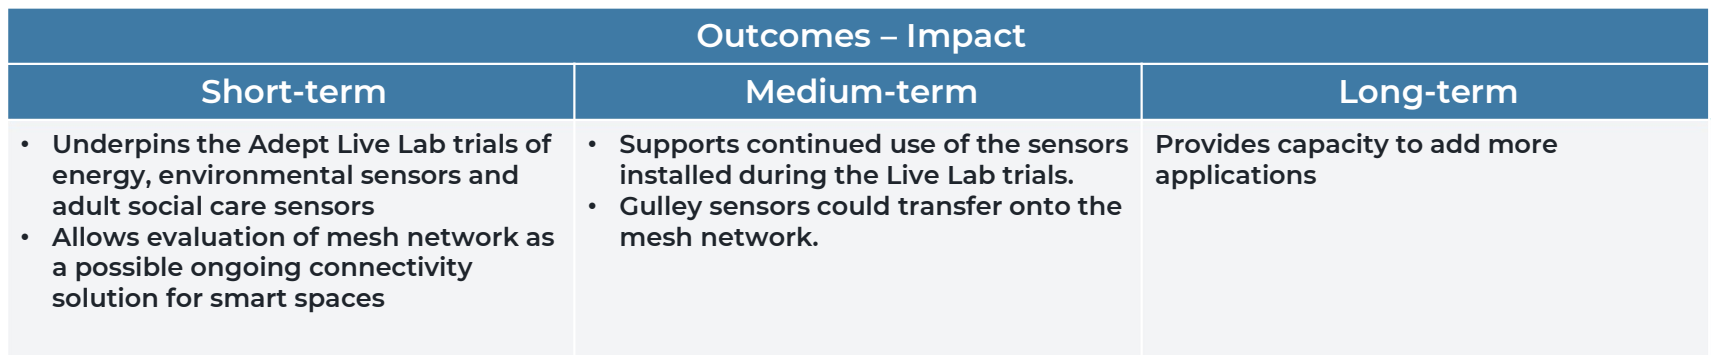 Outcomes – Impact
Short-term
Medium-term
Long-term
• Underpins the Adept Live Lab trials of
energy, environmental sensors and
adult social care sensors
• Allows evaluation of mesh network as
a possible ongoing connectivity
solution for smart spaces
• Supports continued use of the sensors
installed during the Live Lab trials.
• Gulley sensors could transfer onto the
mesh network.
Provides capacity to add more
applications